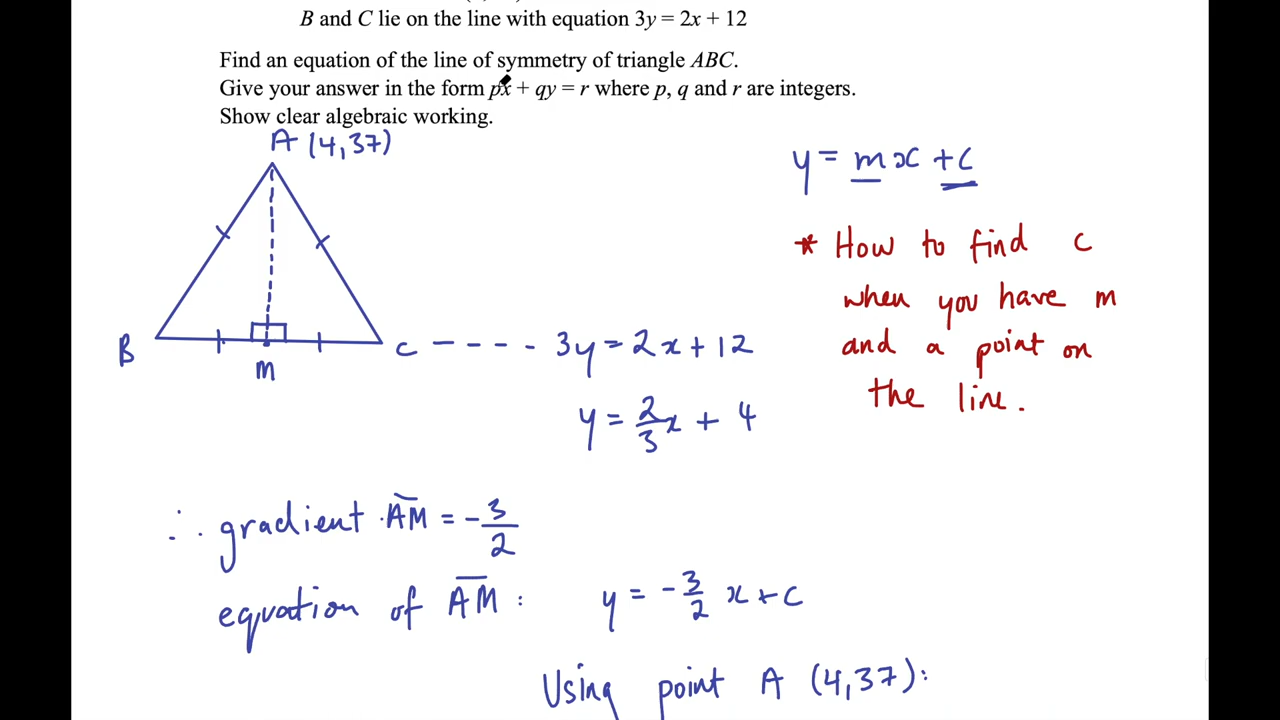 B and C lie on the line with equation 3y = 2x + 12
Find an equation of the line of symmetry of triangle ABC.
Give your answer in the form px + qy = r where p, q and r are integers.
Show clear algebraic working.
A (4,37)
y = mx + c
* How to find c
when you have m
and a point on
the line.
B
M
C - - - - 3y = 2x + 12
y = 2/3 x + 4
∴ gradient AM = -3/2
equation of AM : y = -3/2 x + c
Using point A (4,37):